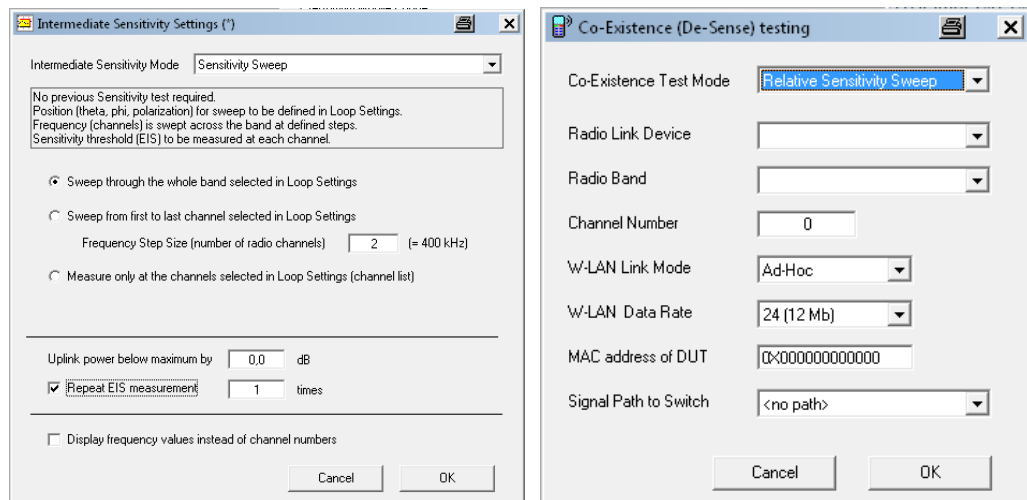 Intermediate Sensitivity Settings (*)
Intermediate Sensitivity Mode Sensitivity Sweep
No previous Sensitivity test required.
Position (theta, phi, polarization) for sweep to be defined in Loop Settings.
Frequency (channels) is swept across the band at defined steps.
Sensitivity threshold (EIS) to be measured at each channel.
Sweep through the whole band selected in Loop Settings
Sweep from first to last channel selected in Loop Settings
Frequency Step Size (number of radio channels) 2 (= 400 kHz)
Measure only at the channels selected in Loop Settings (channel list)
Uplink power below maximum by 0,0 dB
Repeat EIS measurement 1 times
Display frequency values instead of channel numbers
Cancel OK
Co-Existence (De-Sense) testing
Co-Existence Test Mode Relative Sensitivity Sweep
Radio Link Device
Radio Band
Channel Number 0
W-LAN Link Mode Ad-Hoc
W-LAN Data Rate 24 (12 Mb)
MAC address of DUT 0X000000000000
Signal Path to Switch <no path>
Cancel OK